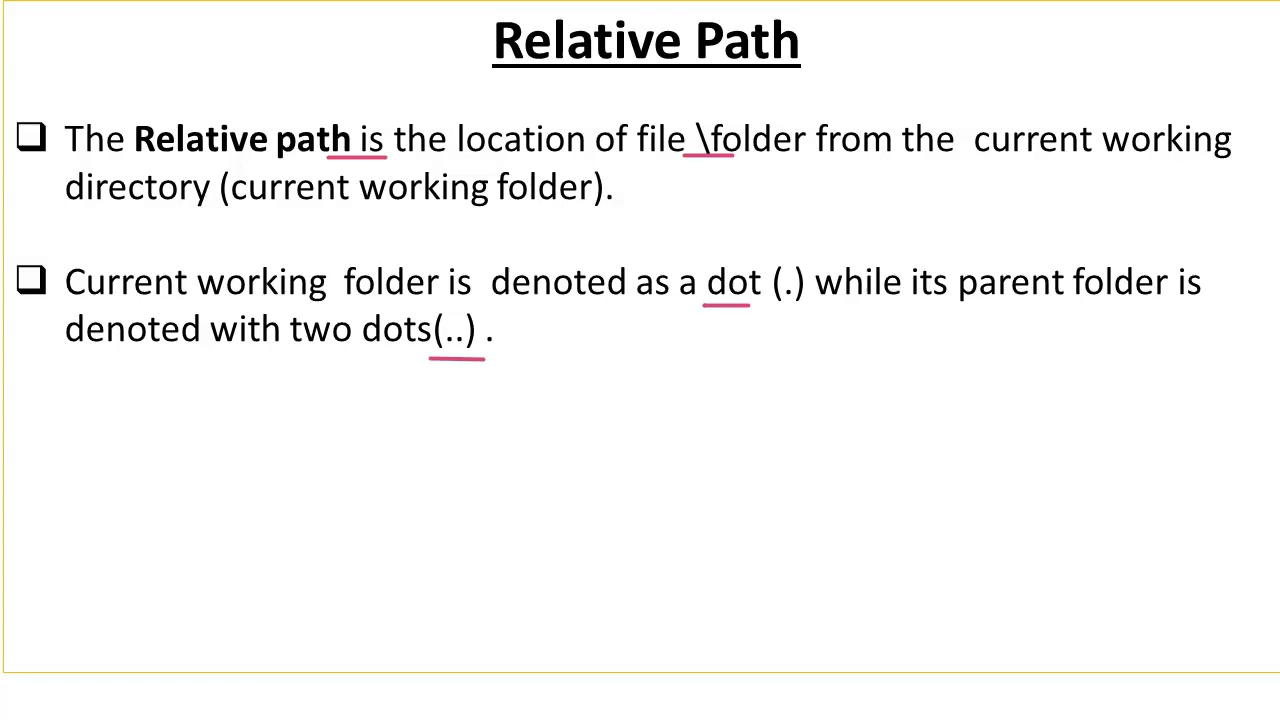 Relative Path
❑ The Relative path is the location of file \folder from the current working
directory (current working folder).
❑ Current working folder is denoted as a dot (.) while its parent folder is
denoted with two dots(..) .